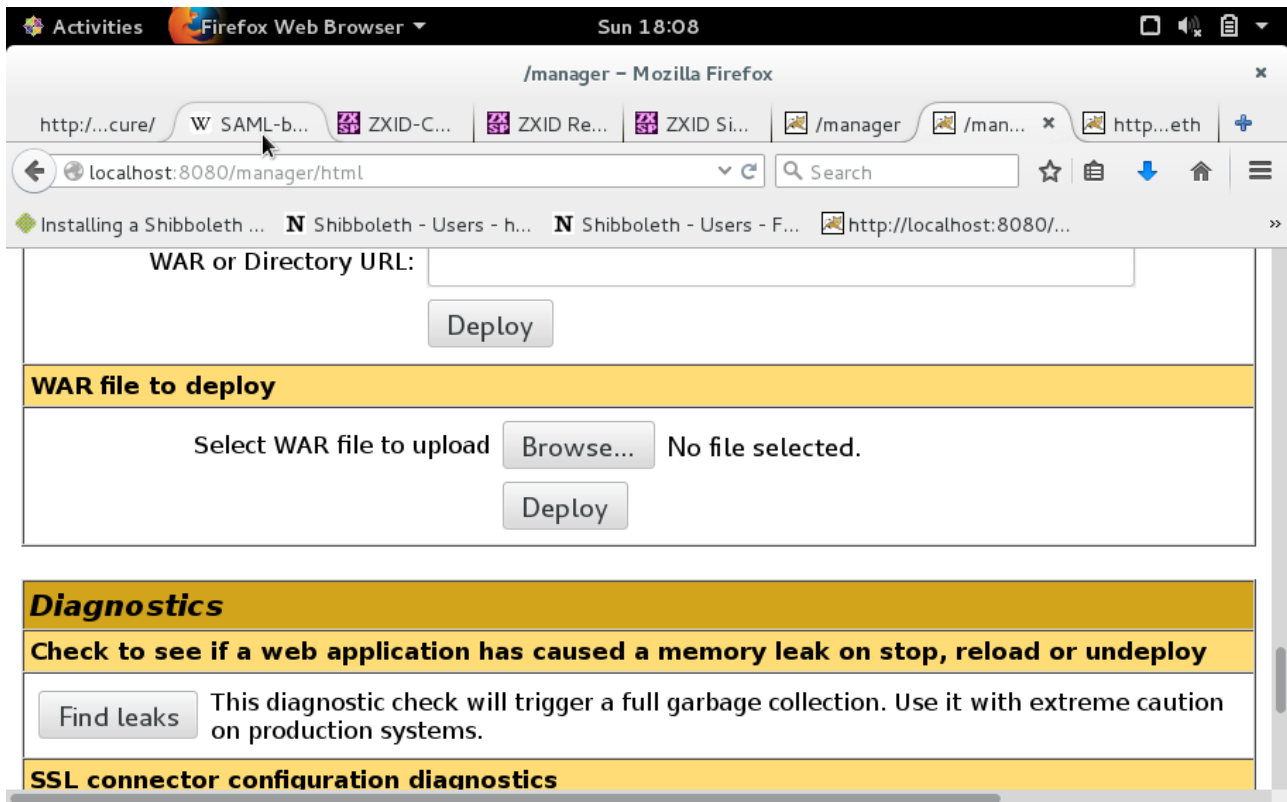 Activities Firefox Web Browser Sun 18:08
/manager – Mozilla Firefox
http:/...cure/ W SAML-b... ZXID-C... ZXID Re... ZXID Si... /manager /man... http...eth
localhost:8080/manager/html Search
Installing a Shibboleth ... N Shibboleth - Users - h... N Shibboleth - Users - F... http://localhost:8080/... »
WAR or Directory URL:
Deploy
WAR file to deploy
Select WAR file to upload Browse... No file selected.
Deploy
Diagnostics
Check to see if a web application has caused a memory leak on stop, reload or undeploy
Find leaks This diagnostic check will trigger a full garbage collection. Use it with extreme caution
on production systems.
SSL connector configuration diagnostics